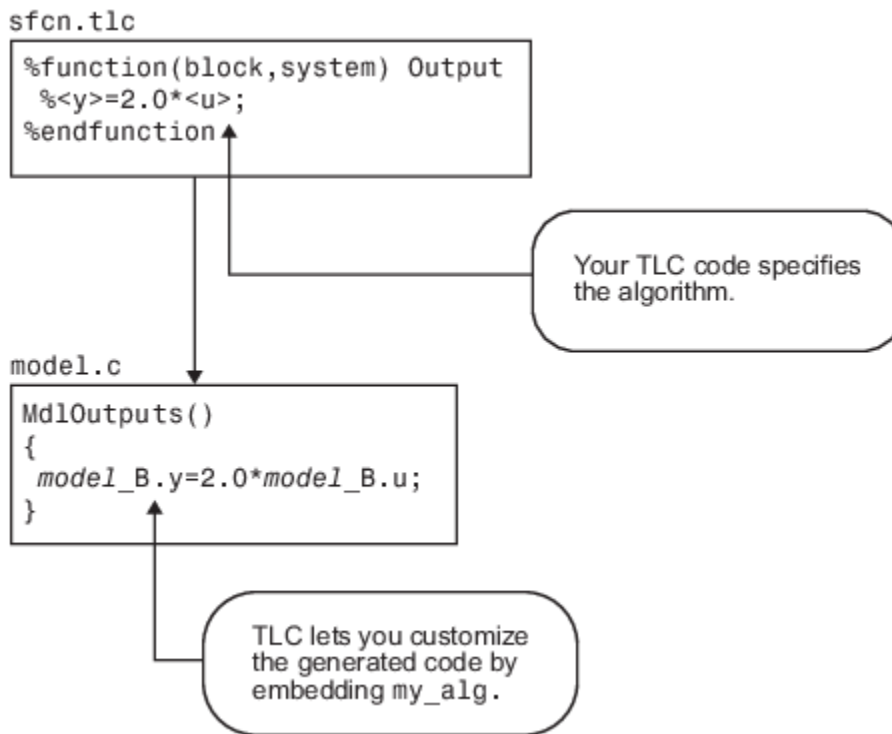 sfcn.tlc
%function(block,system) Output
%<y>=2.0*<u>;
%endfunction
Your TLC code specifies
the algorithm.
model.c
MdlOutputs()
{
model_B.y=2.0*model_B.u;
}
TLC lets you customize
the generated code by
embedding my_alg.